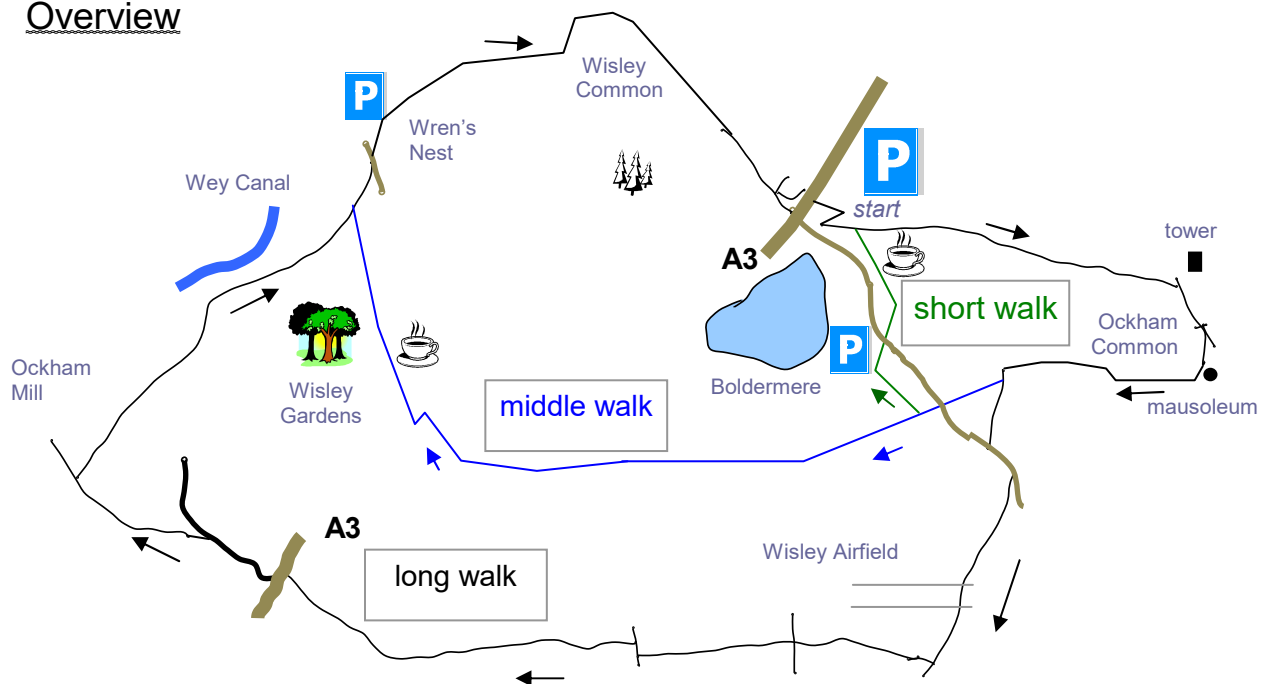 Overview
Wisley
Common
P
Wren's
Nest
P
Wey Canal
start
tower
A3
short walk
Ockham
Common
P
Ockham
Mill
Wisley
Gardens
Boldermere
middle walk
mausoleum
A3
Wisley Airfield
long walk